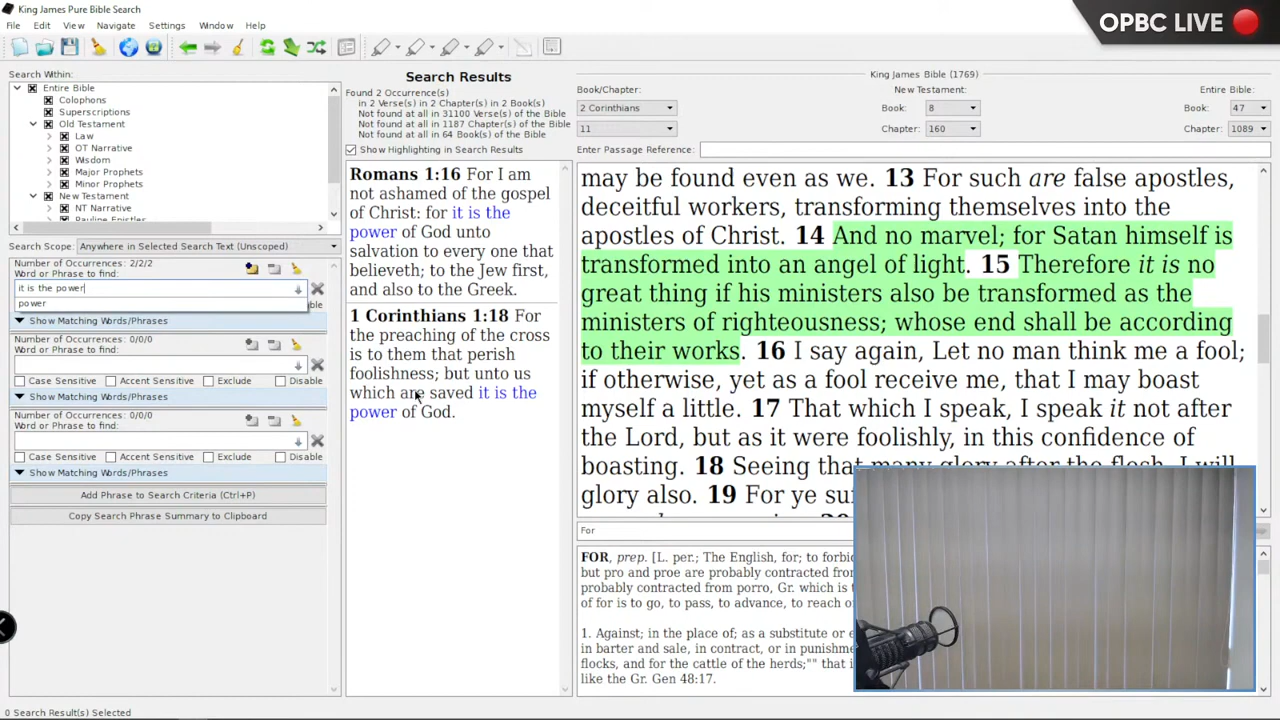 King James Pure Bible Search
OPBC LIVE
File Edit View Navigate Settings Window Help
Search Within:
Entire Bible
Colophons
Superscriptions
Old Testament
Law
OT Narrative
Wisdom
Major Prophets
Minor Prophets
New Testament
NT Narrative
Pauline Epistles
Search Scope: Anywhere in Selected Search Text (Unscoped)
Number of Occurrences: 2/2/2
Word or Phrase to find:
it is the power
power
Show Matching Words/Phrases
Number of Occurrences: 0/0/0
Word or Phrase to find:
Case Sensitive Accent Sensitive Exclude Disable
Show Matching Words/Phrases
Number of Occurrences: 0/0/0
Word or Phrase to find:
Case Sensitive Accent Sensitive Exclude Disable
Show Matching Words/Phrases
Add Phrase to Search Criteria (Ctrl+P)
Copy Search Phrase Summary to Clipboard
0 Search Result(s) Selected
Search Results
Found 2 Occurrence(s)
in 2 Verse(s) in 2 Chapter(s) in 2 Book(s)
Not found at all in 31100 Verse(s) of the Bible
Not found at all in 1187 Chapter(s) of the Bible
Not found at all in 64 Book(s) of the Bible
Show Highlighting in Search Results
Romans 1:16 For I am
not ashamed of the gospel
of Christ: for it is the
power of God unto
salvation to every one that
believeth; to the Jew first,
and also to the Greek.
1 Corinthians 1:18 For
the preaching of the cross
is to them that perish
foolishness; but unto us
which are saved it is the
power of God.
King James Bible (1769)
Book/Chapter: New Testament: Entire Bible:
2 Corinthians Book: 8 Book: 47
11 Chapter: 160 Chapter: 1089
Enter Passage Reference:
may be found even as we. 13 For such are false apostles,
deceitful workers, transforming themselves into the
apostles of Christ. 14 And no marvel; for Satan himself is
transformed into an angel of light. 15 Therefore it is no
great thing if his ministers also be transformed as the
ministers of righteousness; whose end shall be according
to their works. 16 I say again, Let no man think me a fool;
if otherwise, yet as a fool receive me, that I may boast
myself a little. 17 That which I speak, I speak it not after
the Lord, but as it were foolishly, in this confidence of
boasting. 18 Seeing that many glory after the flesh, I will
glory also. 19 For ye su
For
FOR, prep. [L. per.; The English, for; to forbi
but pro and proe are probably contracted from
probably contracted from porro, Gr. which is t
of for is to go, to pass, to advance, to reach o
1. Against; in the place of; as a substitute or e
in barter and sale, in contract, or in punishme
flocks, and for the cattle of the herds;"" that i
like the Gr. Gen 48:17.